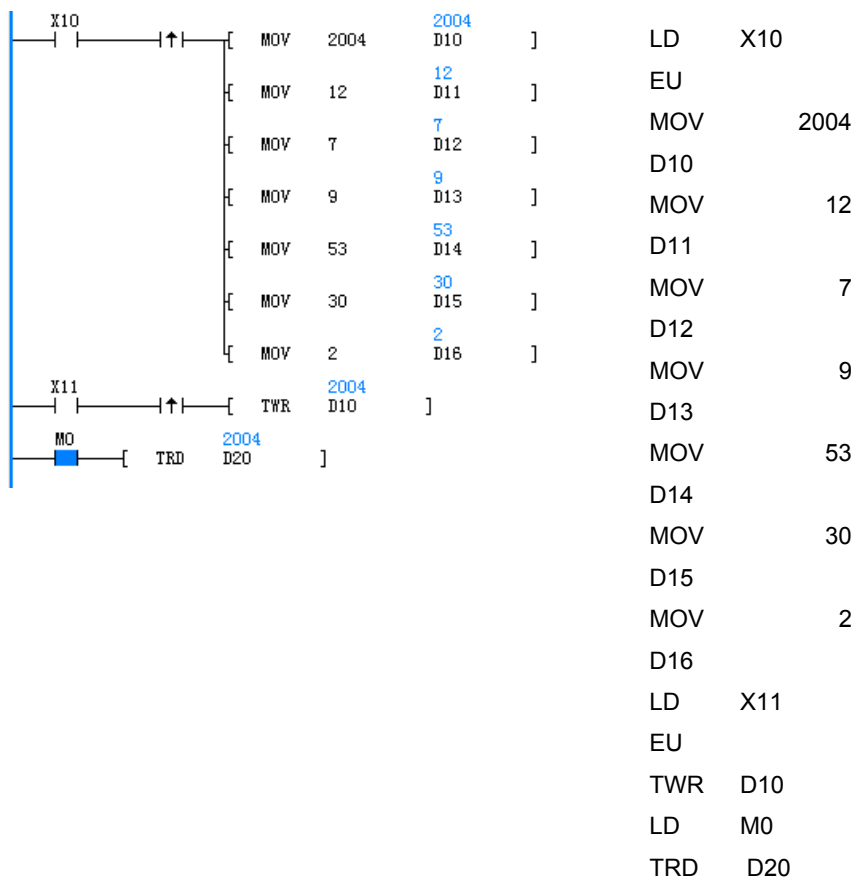 X10
2004
[ MOV 2004 D10 ]
12
[ MOV 12 D11 ]
7
[ MOV 7 D12 ]
9
[ MOV 9 D13 ]
53
[ MOV 53 D14 ]
30
[ MOV 30 D15 ]
2
[ MOV 2 D16 ]
X11 2004
[ TWR D10 ]
M0 2004
[ TRD D20 ]
LD X10
EU
MOV 2004
D10
MOV 12
D11
MOV 7
D12
MOV 9
D13
MOV 53
D14
MOV 30
D15
MOV 2
D16
LD X11
EU
TWR D10
LD M0
TRD D20